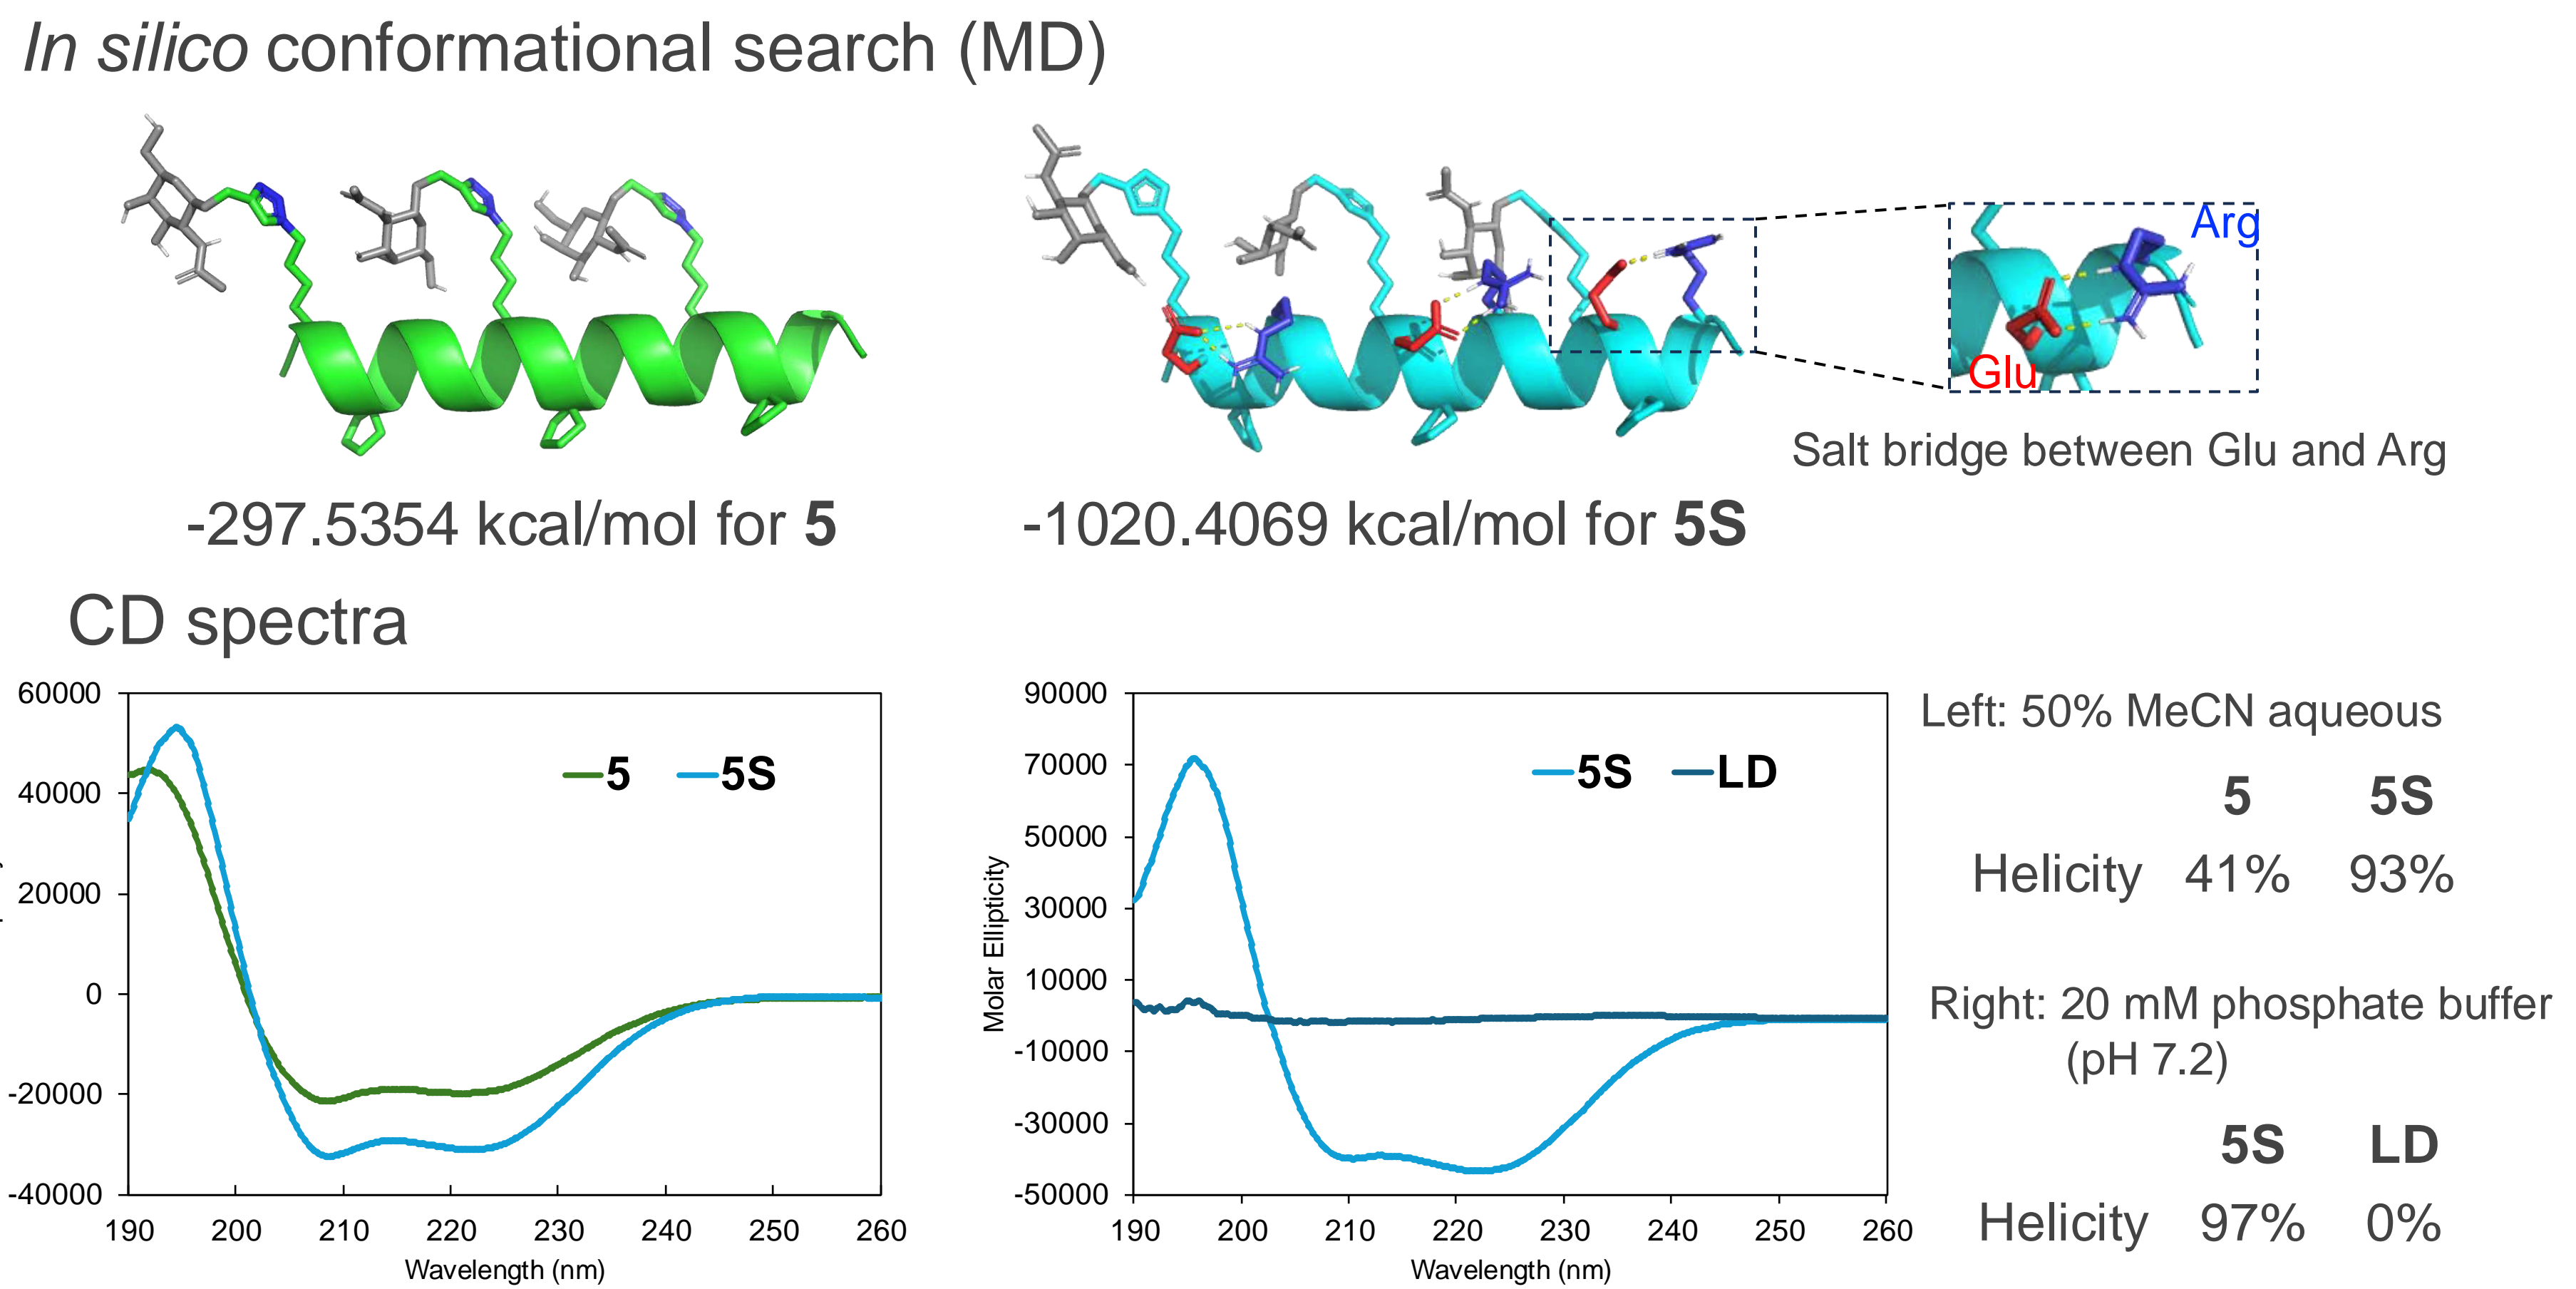 In silico conformational search (MD)
Arg
Glu
Salt bridge between Glu and Arg
-297.5354 kcal/mol for 5
-1020.4069 kcal/mol for 5S
CD spectra
60000
40000
20000
0
-20000
-40000
5
5S
190 200 210 220 230 240 250 260
Wavelength (nm)
90000
70000
50000
30000
10000
-10000
-30000
-50000
Molar Ellipticity
5S
LD
190 200 210 220 230 240 250 260
Wavelength (nm)
Left: 50% MeCN aqueous
5 5S
Helicity 41% 93%
Right: 20 mM phosphate buffer
(pH 7.2)
5S LD
Helicity 97% 0%